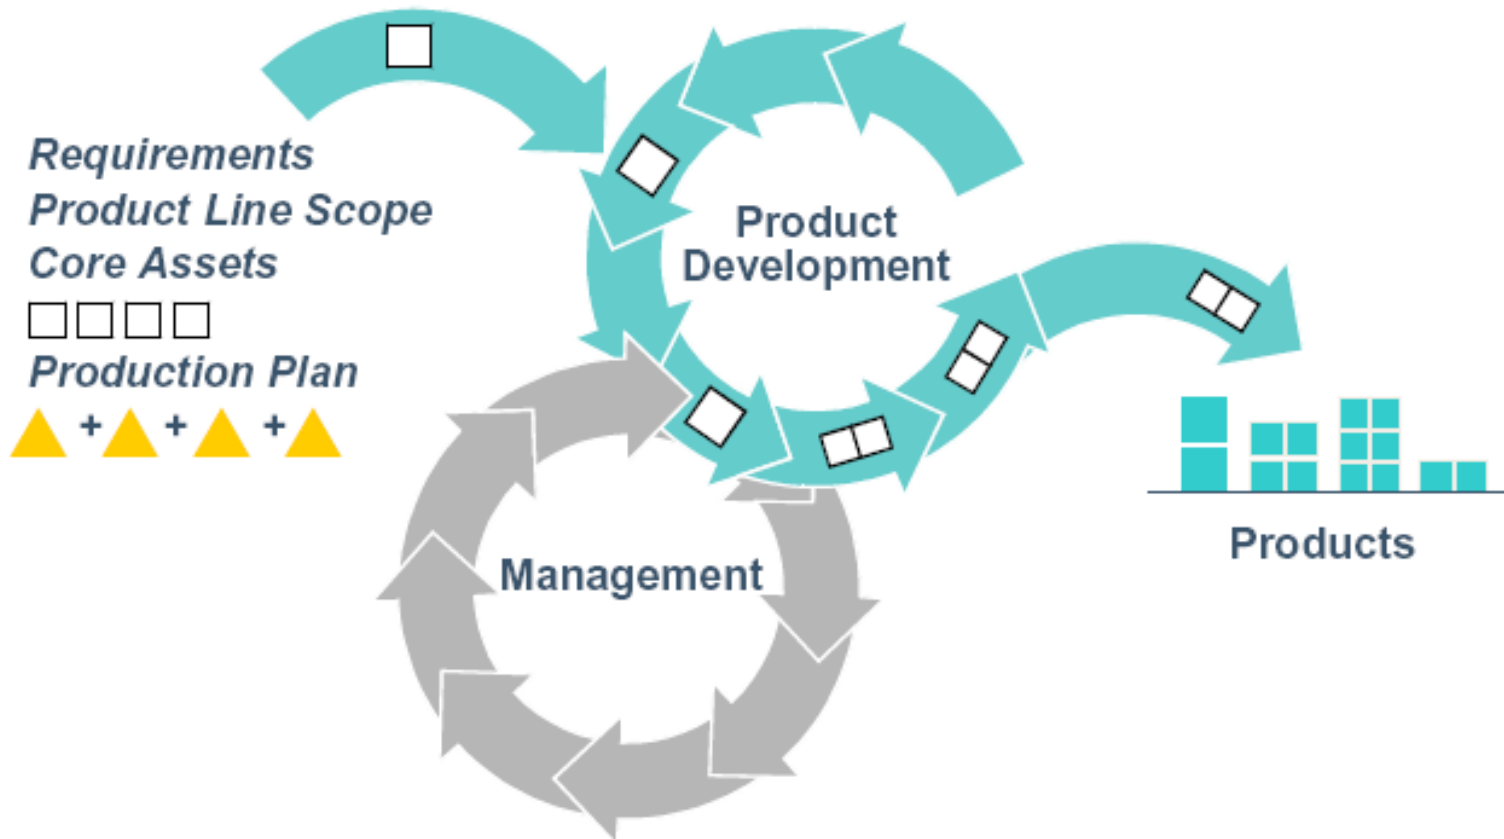 Requirements
Product Line Scope
Core Assets
Production Plan
+ + +
Product
Development
Management
Products